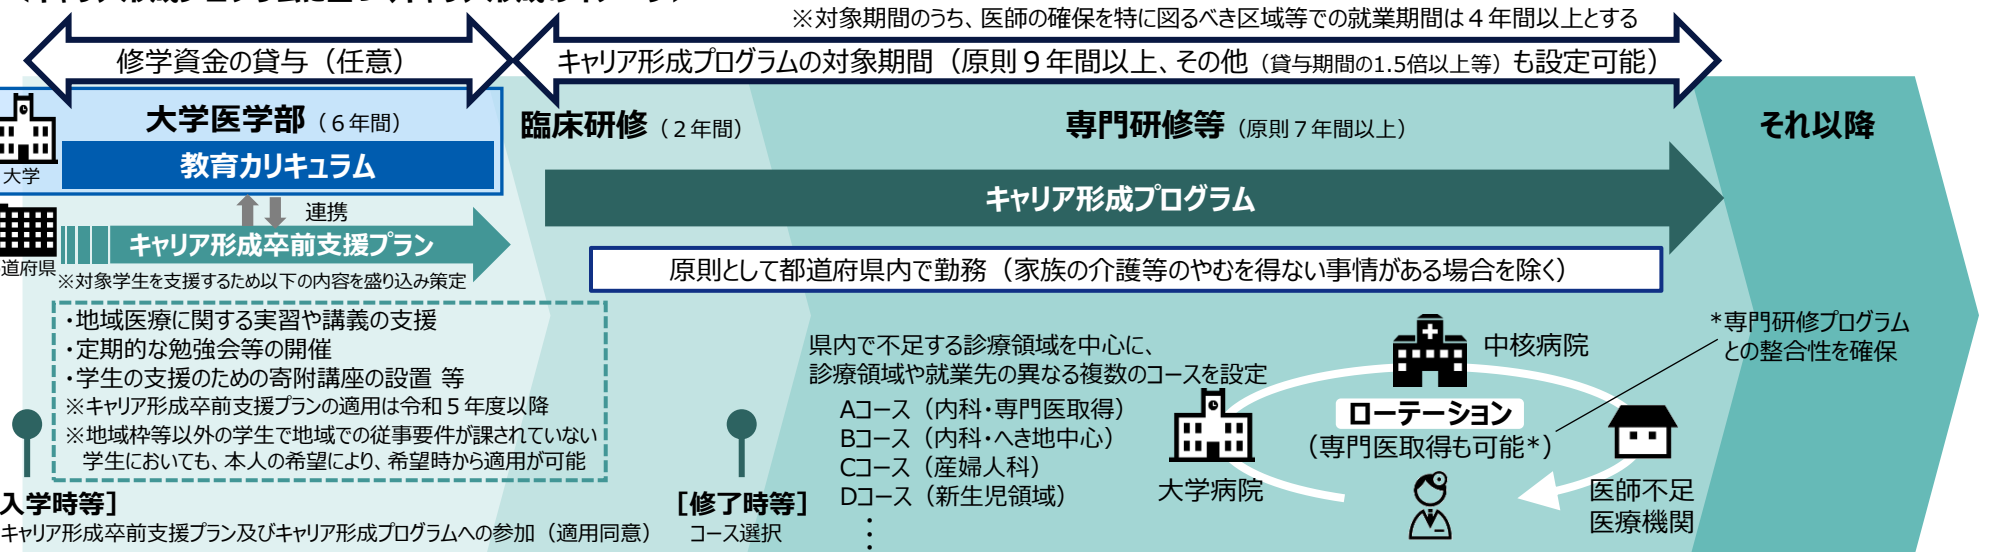 ※対象期間のうち、医師の確保を特に図るべき区域等での就業期間は４年間以上とする
修学資金の貸与（任意）
キャリア形成プログラムの対象期間（原則９年間以上、その他（貸与期間の1.5倍以上等）も設定可能）
大学医学部（６年間）
臨床研修（２年間）
専門研修等（原則７年間以上）
それ以降
大学
教育カリキュラム
キャリア形成プログラム
連携
キャリア形成卒前支援プラン
道府県
※対象学生を支援するため以下の内容を盛り込み策定
原則として都道府県内で勤務（家族の介護等のやむを得ない事情がある場合を除く）
・地域医療に関する実習や講義の支援
・定期的な勉強会等の開催
・学生の支援のための寄附講座の設置 等
※キャリア形成卒前支援プランの適用は令和５年度以降
※地域枠等以外の学生で地域での従事要件が課されていない
学生においても、本人の希望により、希望時から適用が可能
県内で不足する診療領域を中心に、
診療領域や就業先の異なる複数のコースを設定
Aコース（内科・専門医取得）
Bコース（内科・へき地中心）
Cコース（産婦人科）
Dコース（新生児領域）
・
・
・
中核病院
＊専門研修プログラム
との整合性を確保
ローテーション
（専門医取得も可能＊）
大学病院
医師不足
医療機関
入学時等］
キャリア形成卒前支援プラン及びキャリア形成プログラムへの参加（適用同意）
［修了時等］
コース選択